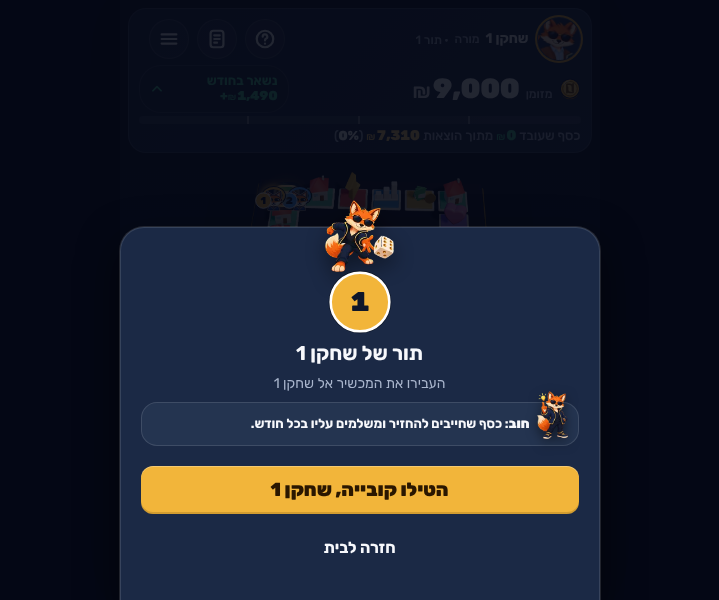 שחקן 1 מורה · תור 1
מזומן 9,000 ₪
נשאר בחודש
1,490 ₪
כסף שעובד 0 ₪ מתוך הוצאות 7,310 ₪ (0%)
1
תור של שחקן 1
העבירו את המכשיר אל שחקן 1
חוב: כסף שחייבים להחזיר ומשלמים עליו בכל חודש.
הטילו קובייה, שחקן 1
חזרה לבית